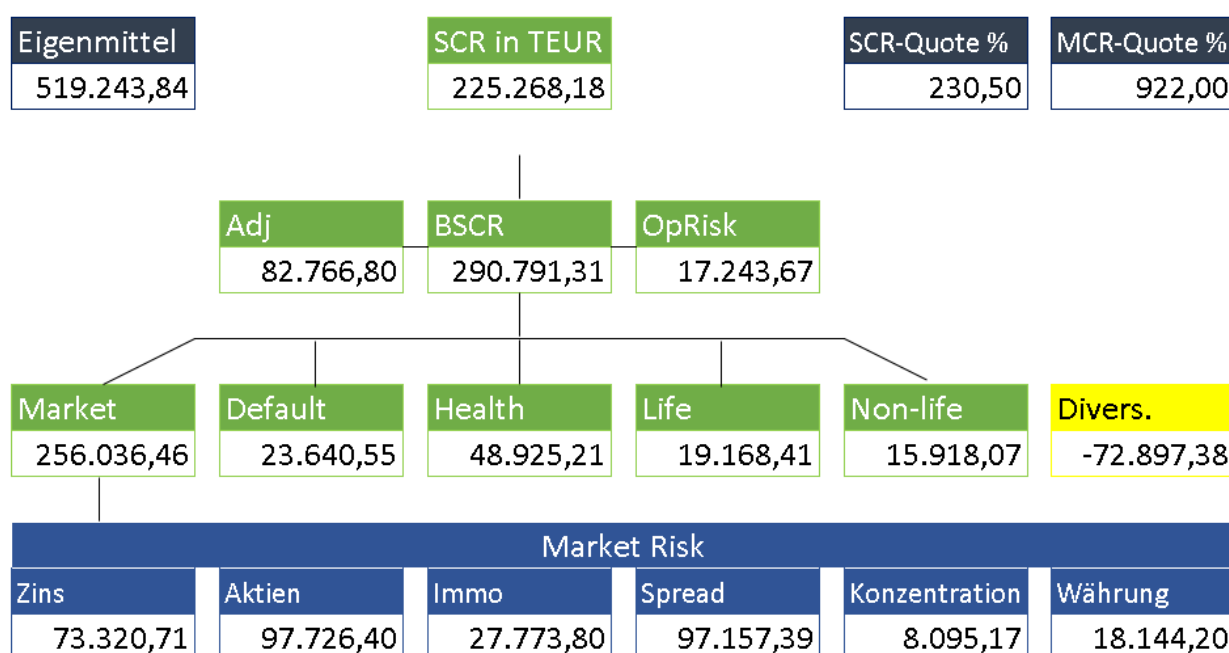 Eigenmittel SCR in TEUR SCR-Quote % MCR-Quote %
519.243,84 225.268,18 230,50 922,00
Adj BSCR OpRisk
82.766,80 290.791,31 17.243,67
Market Default Health Life Non-life Divers.
256.036,46 23.640,55 48.925,21 19.168,41 15.918,07 -72.897,38
Market Risk
Zins Aktien Immo Spread Konzentration Währung
73.320,71 97.726,40 27.773,80 97.157,39 8.095,17 18.144,20